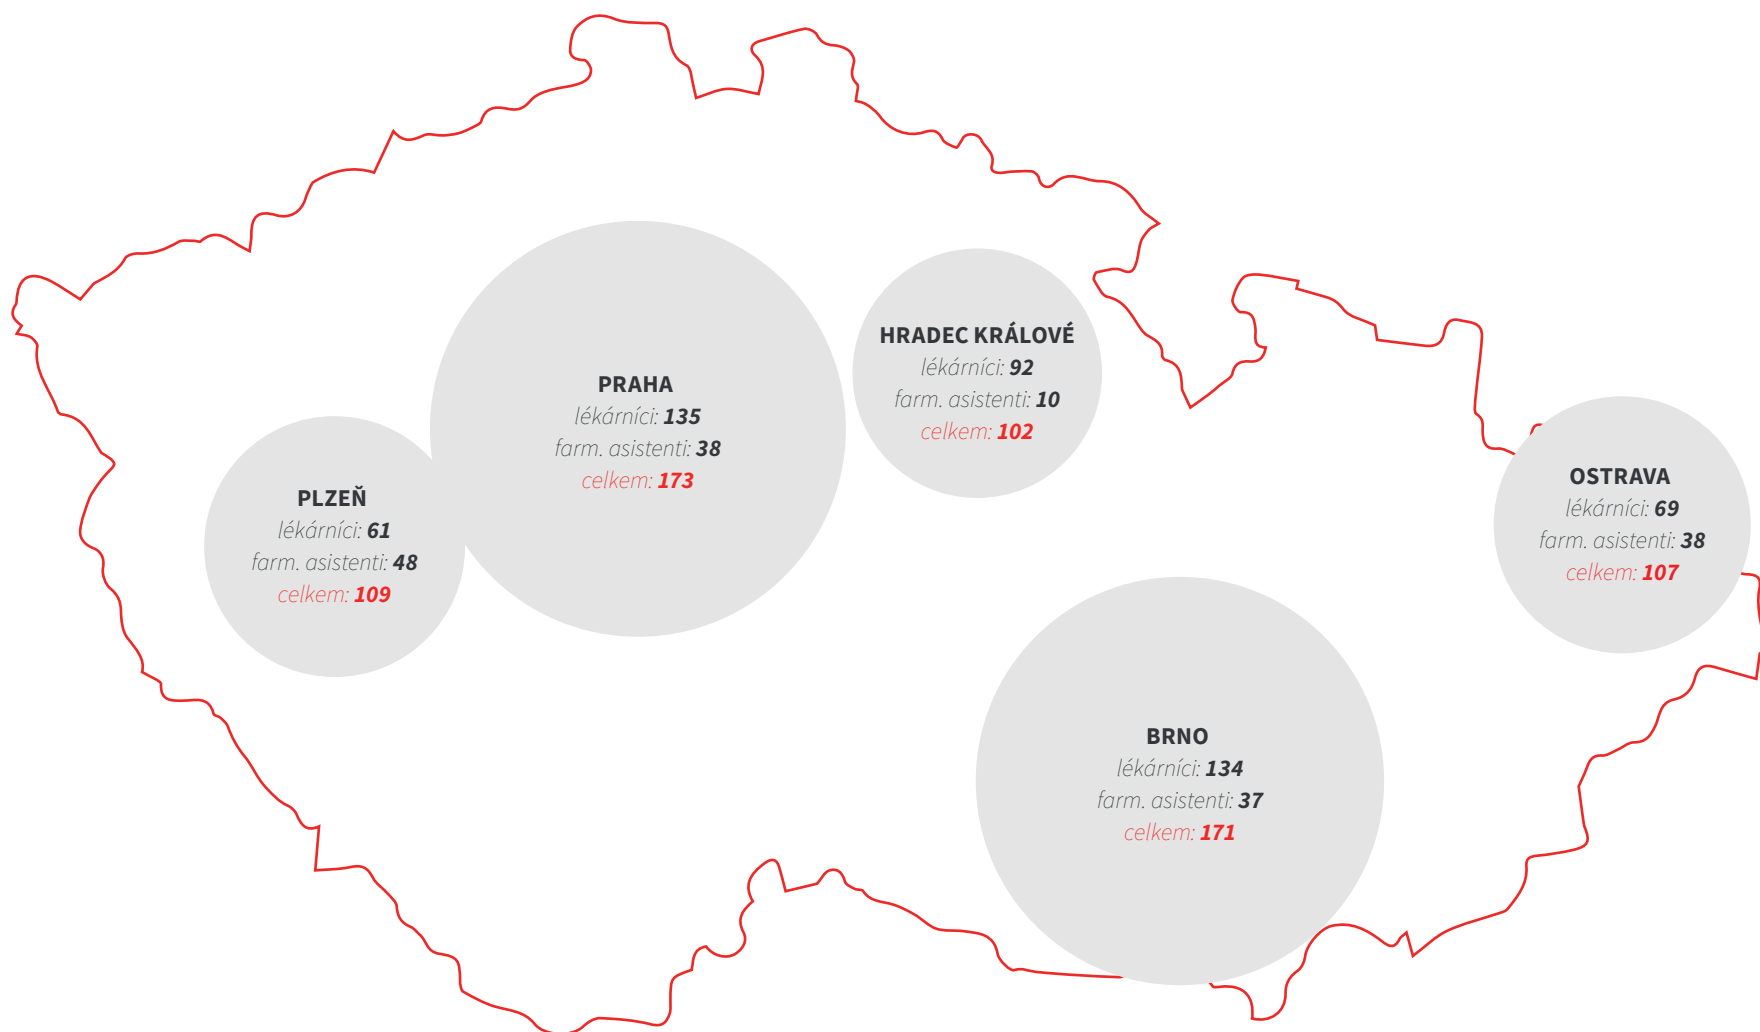 HRADEC KRÁLOVÉ
lékárníci: 92
farm. asistenti: 10
celkem: 102
PRAHA
lékárníci: 135
farm. asistenti: 38
celkem: 173
OSTRAVA
lékárníci: 69
farm. asistenti: 38
celkem: 107
PLZEŇ
lékárníci: 61
farm. asistenti: 48
celkem: 109
BRNO
lékárníci: 134
farm. asistenti: 37
celkem: 171